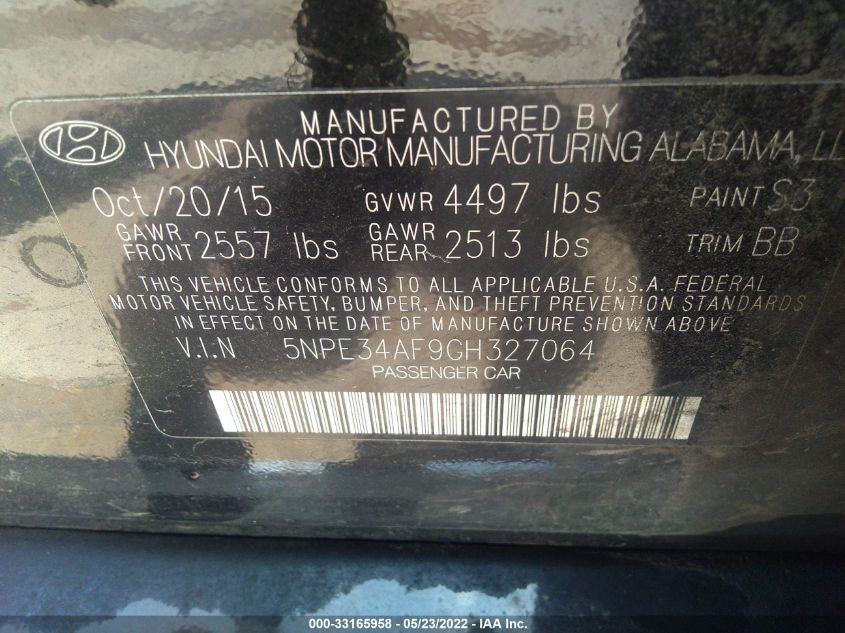 MANUFACTURED BY
HYUNDAI MOTOR MANUFACTURING ALABAMA, LL
Oct/20/15 GVWR 4497 lbs PAINT S3
GAWR FRONT 2557 lbs GAWR REAR 2513 lbs TRIM BB
THIS VEHICLE CONFORMS TO ALL APPLICABLE U.S.A. FEDERAL
MOTOR VEHICLE SAFETY, BUMPER, AND THEFT PREVENTION STANDARDS
IN EFFECT ON THE DATE OF MANUFACTURE SHOWN ABOVE
V.I.N 5NPE34AF9GH327064
PASSENGER CAR
000-33165958 - 05/23/2022 - IAA Inc.